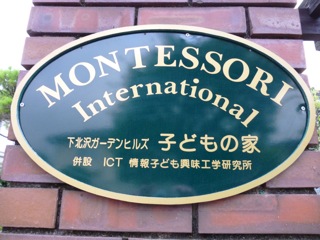 MONTESSORI
International
下北沢ガーデンヒルズ 子どもの家
併設 ICT 情報子ども興味工学研究所